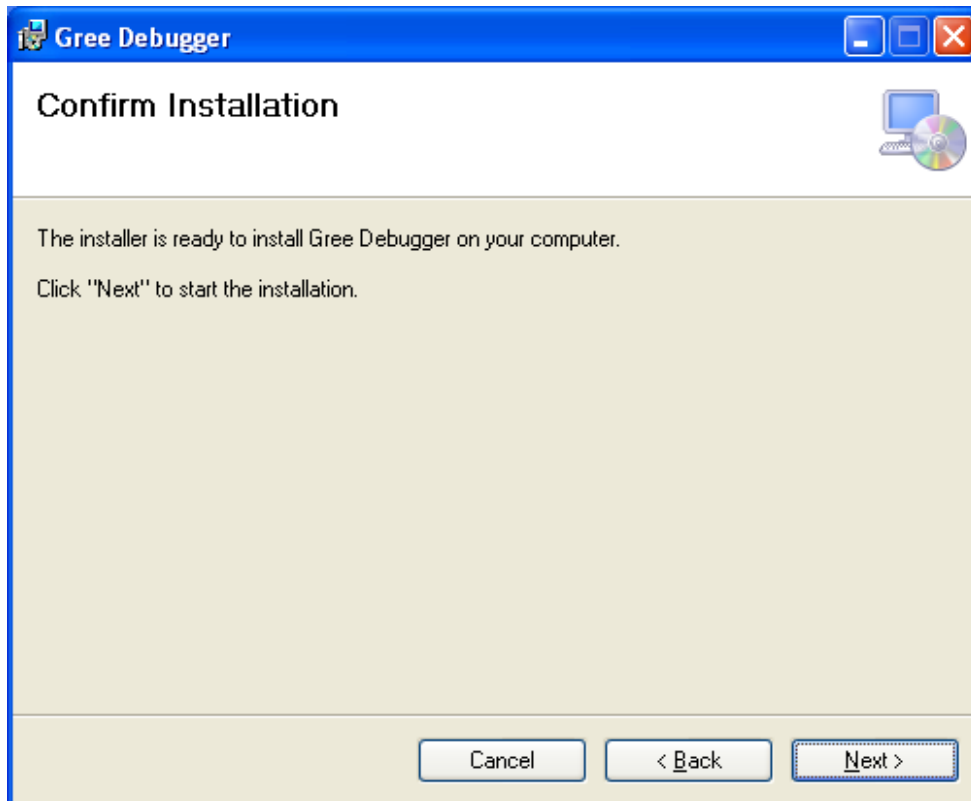 Gree Debugger
Confirm Installation
The installer is ready to install Gree Debugger on your computer.
Click "Next" to start the installation.
Cancel
< Back
Next >